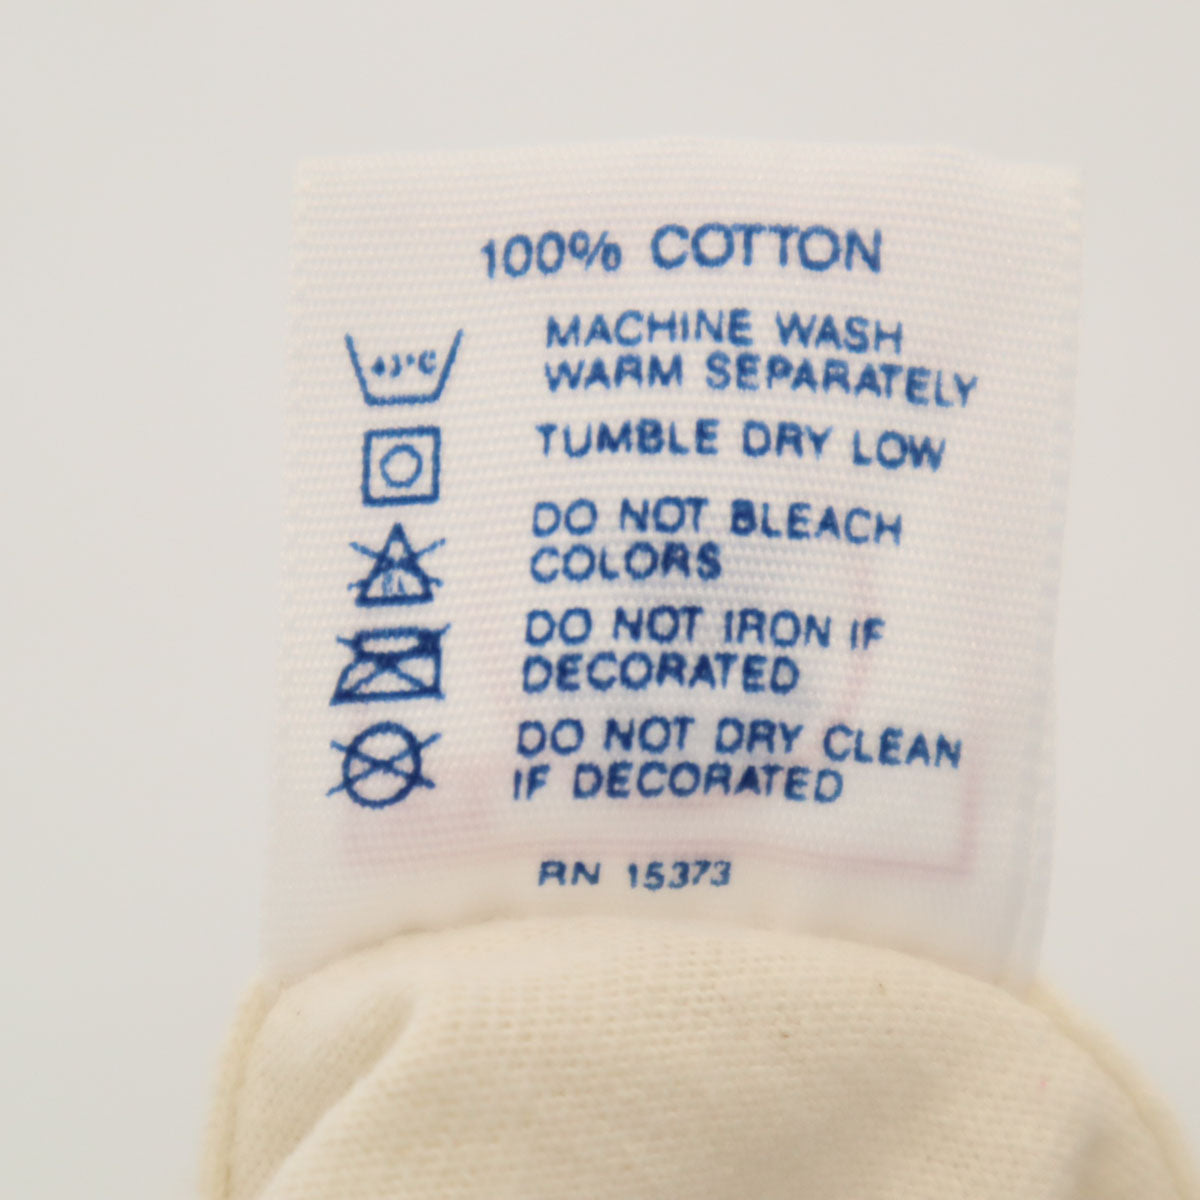 100% COTTON
MACHINE WASH
WARM SEPARATELY
TUMBLE DRY LOW
DO NOT BLEACH
COLORS
DO NOT IRON IF
DECORATED
DO NOT DRY CLEAN
IF DECORATED
RN 15373